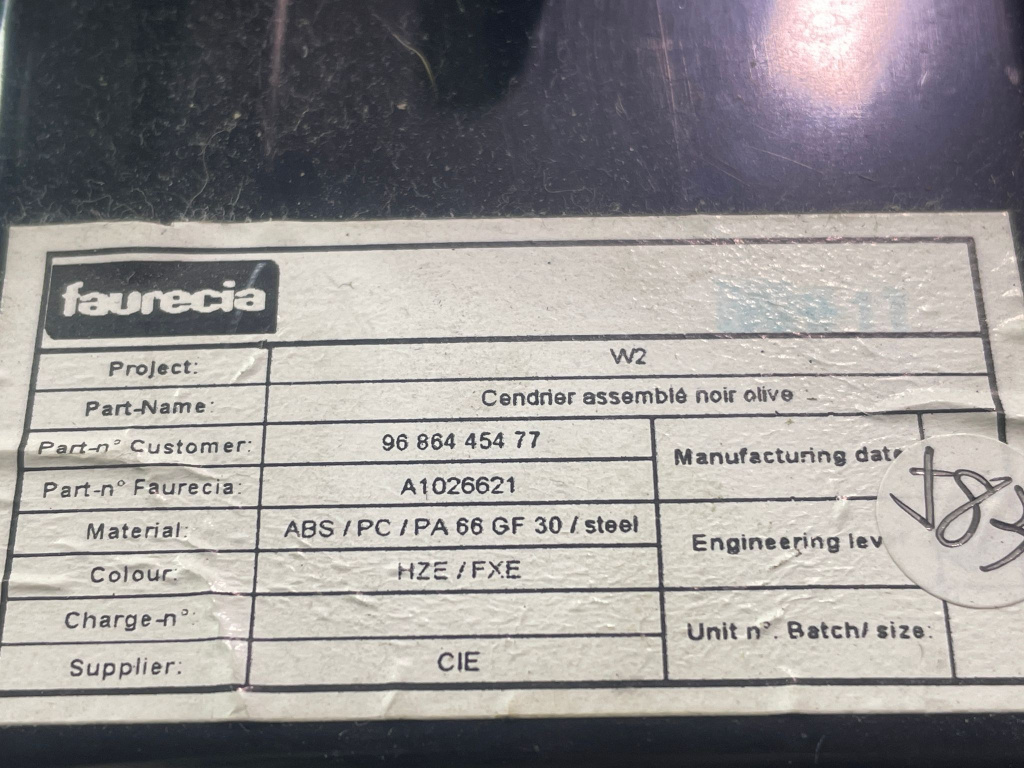 faurecia
Project: W2
Part-Name: Cendrier assemblé noir olive
Part-n° Customer: 96 864 454 77
Manufacturing date
Part-n° Faurecia: A1026621
Material: ABS / PC / PA 66 GF 30 / steel
Engineering lev
Colour: HZE / FXE
Charge-n°:
Unit n°. Batch/ size:
Supplier: CIE